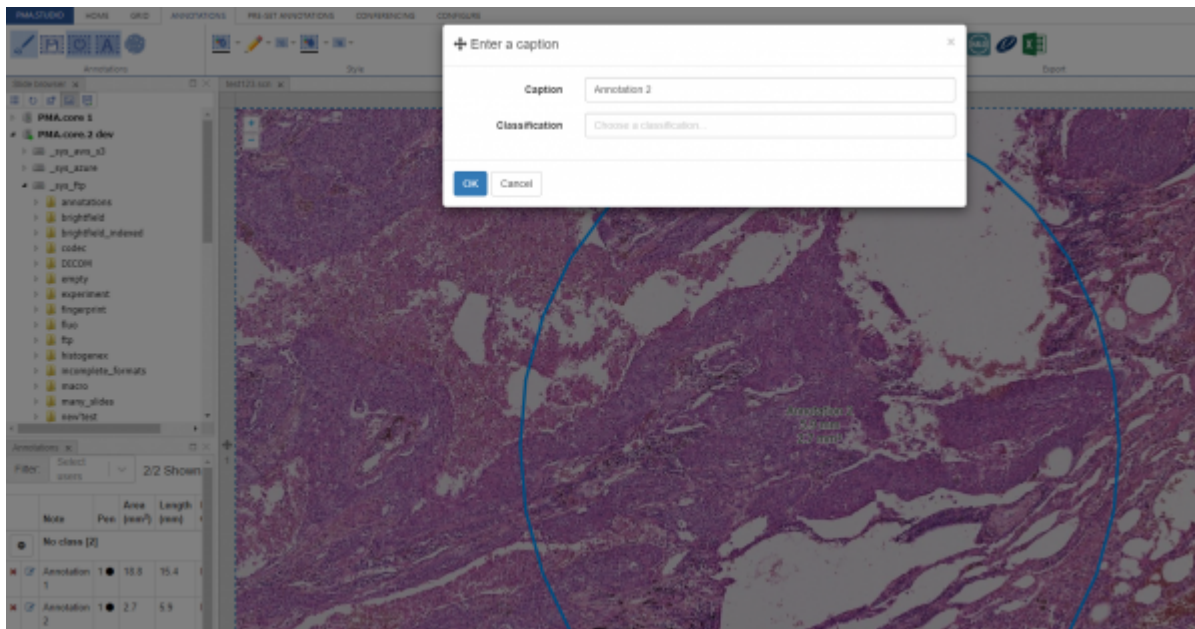 PMA.STUDIO HOME GRID ANNOTATIONS PRE-SET ANNOTATIONS CONFERENCING CONFIGURE
Annotations Style Export
Enter a caption ×
Caption Annotation 2
Classification Choose a classification...
OK Cancel
Slide browser
PMA.core 1
PMA.core.2 dev
_sys_azure
_sys_ftp
annotations
brightfield
brightfield_indexed
codec
DICOM
empty
experiment
fingerprint
fluo
ftp
histogenex
incomplete_formats
macro
many_slides
Annotations
Filter: Select users 2/2 Shown
Note Pen Area (mm²) Length (mm)
No class [2]
Annotation 1 1 18.8 15.4
Annotation 2 1 2.7 5.9